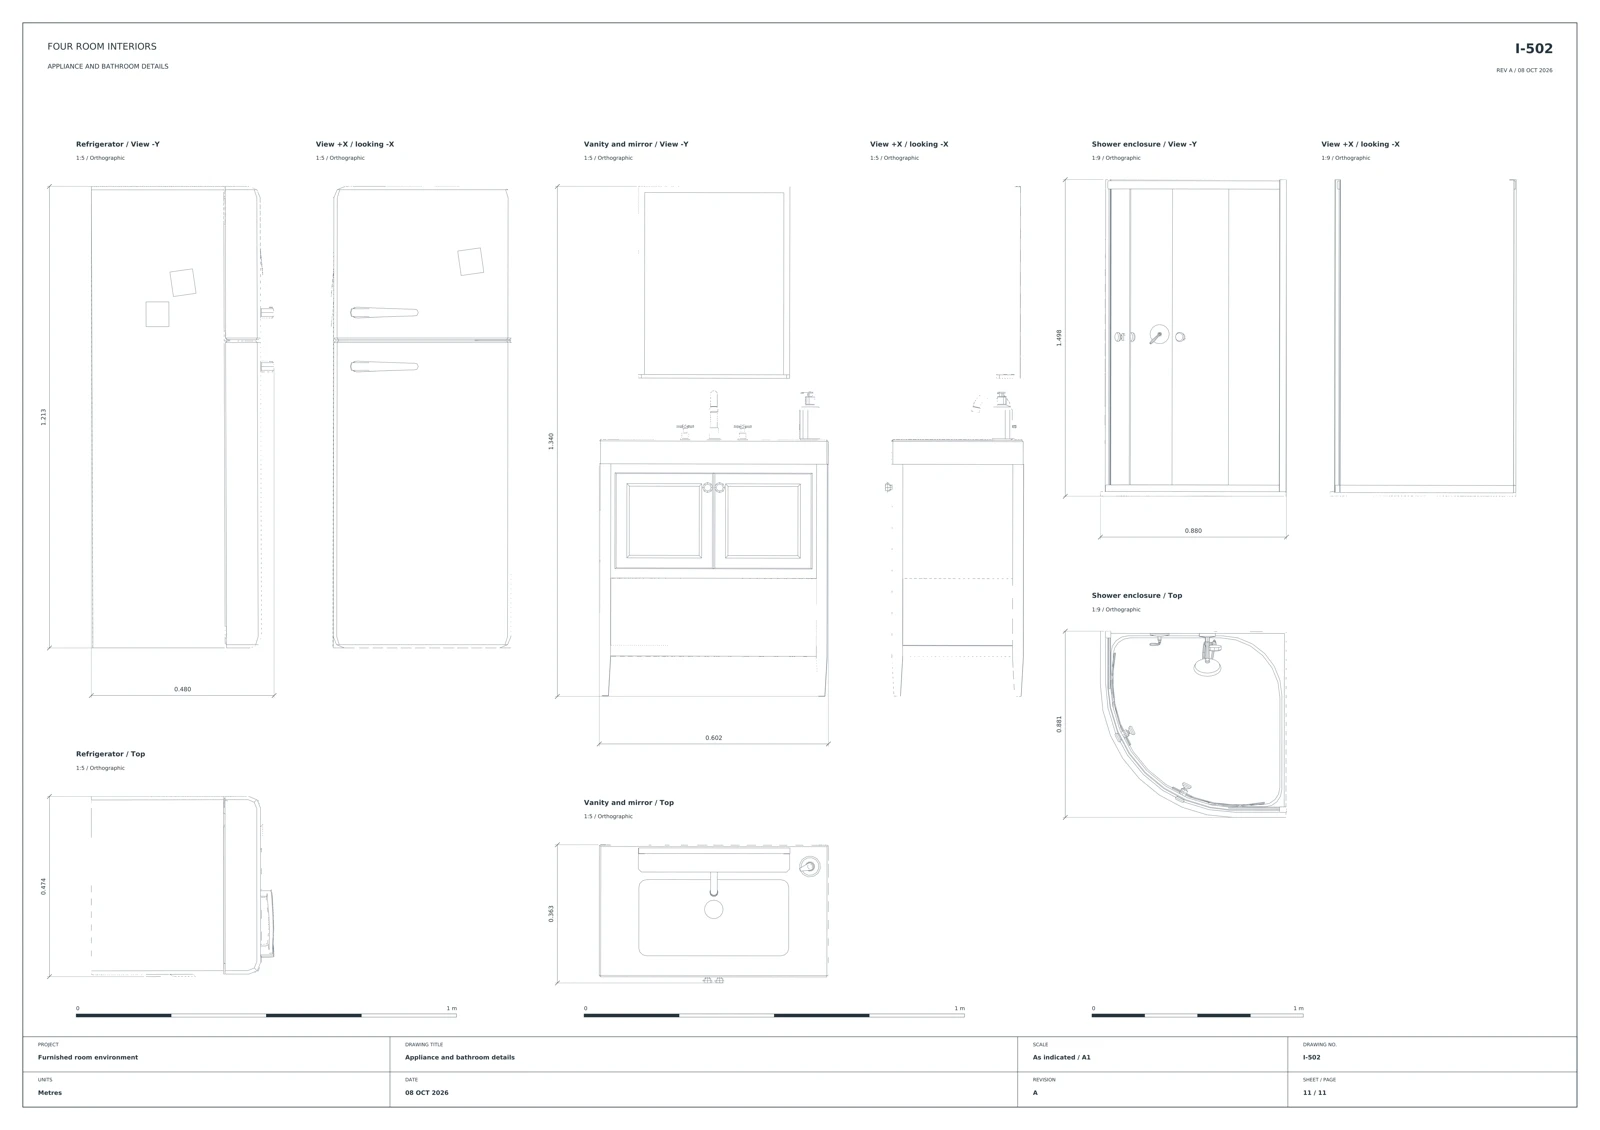 FOUR ROOM INTERIORS
APPLIANCE AND BATHROOM DETAILS
I-502
REV A / 08 OCT 2026
Refrigerator / View -Y
1:5 / Orthographic
View +X / looking -X
1:5 / Orthographic
Vanity and mirror / View -Y
1:5 / Orthographic
View +X / looking -X
1:5 / Orthographic
Shower enclosure / View -Y
1:9 / Orthographic
View +X / looking -X
1:9 / Orthographic
1.213
0.480
1.340
0.602
1.498
0.880
Shower enclosure / Top
1:9 / Orthographic
0.881
Refrigerator / Top
1:5 / Orthographic
0.474
Vanity and mirror / Top
1:5 / Orthographic
0.363
0 1 m
0 1 m
0 1 m
PROJECT
Furnished room environment
DRAWING TITLE
Appliance and bathroom details
SCALE
As indicated / A1
DRAWING NO.
I-502
UNITS
Metres
DATE
08 OCT 2026
REVISION
A
SHEET / PAGE
11 / 11